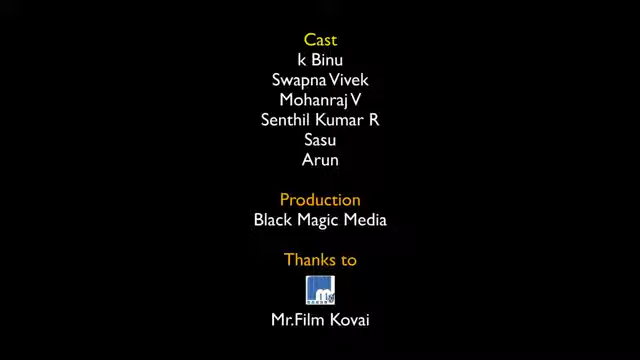 Cast
k Binu
Swapna Vivek
Mohanraj V
Senthil Kumar R
Sasu
Arun
Production
Black Magic Media
Thanks to
Mr.Film Kovai